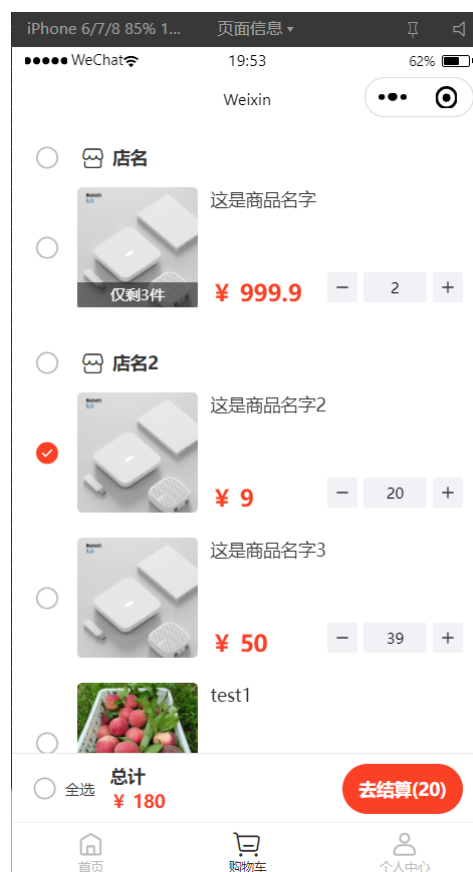 iPhone 6/7/8 85% 1... 页面信息
WeChat 19:53 62%
Weixin
店名
这是商品名字
仅剩3件
¥ 999.9 − 2 +
店名2
这是商品名字2
¥ 9 − 20 +
这是商品名字3
¥ 50 − 39 +
test1
全选 总计 去结算(20)
¥ 180
首页 购物车 个人中心